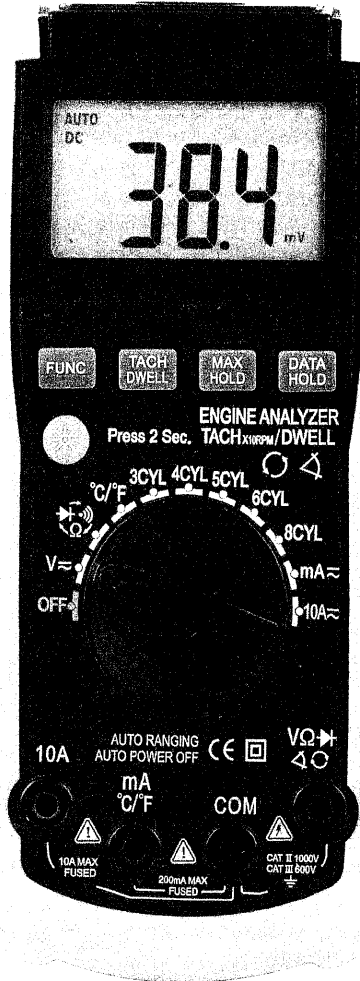 AUTO
DC
38.4 mV
FUNC
TACH
DWELL
MAX
HOLD
DATA
HOLD
ENGINE ANALYZER
Press 2 Sec. TACH x10RPM/DWELL
°C/°F
3CYL
4CYL
5CYL
6CYL
8CYL
Ω
V
mA
OFF
10A
AUTO RANGING
AUTO POWER OFF
CE
VΩ
10A
mA
°C/°F
COM
10A MAX
FUSED
200mA MAX
FUSED
CAT II 1000V
CAT III 600V